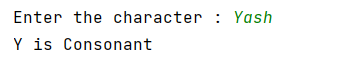 Enter the character : Yash
Y is Consonant